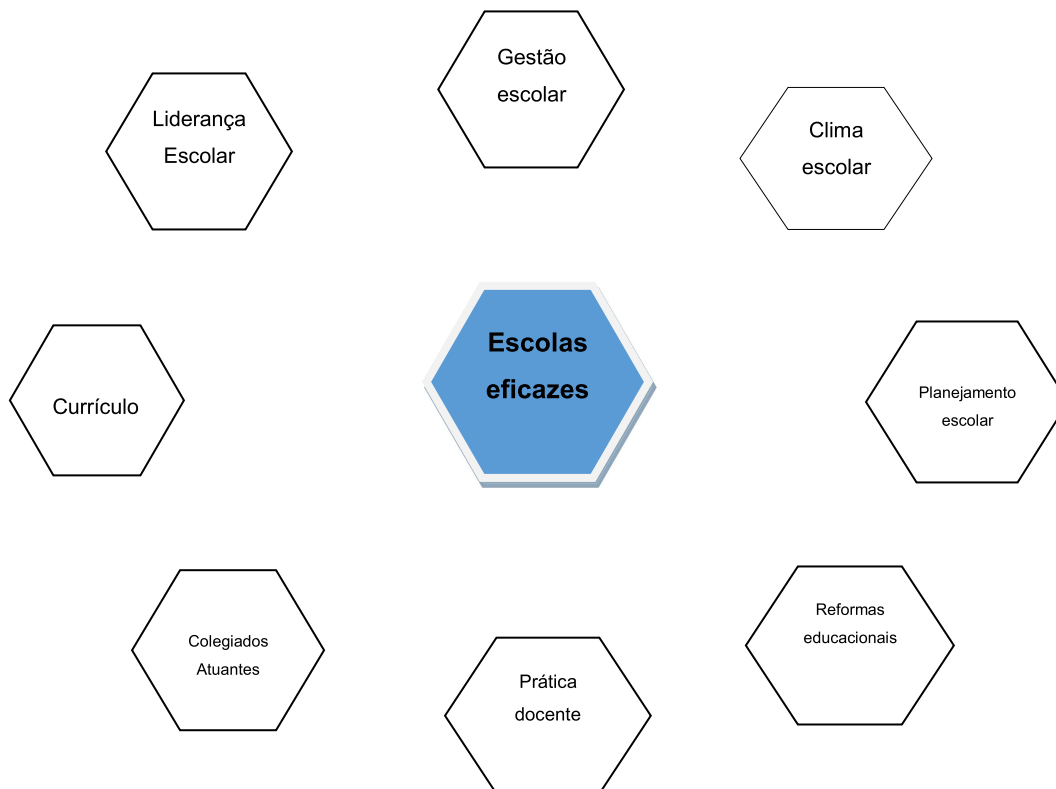 Gestão
escolar
Liderança
Escolar
Clima
escolar
Escolas
eficazes
Currículo
Planejamento
escolar
Colegiados
Atuantes
Reformas
educacionais
Prática
docente